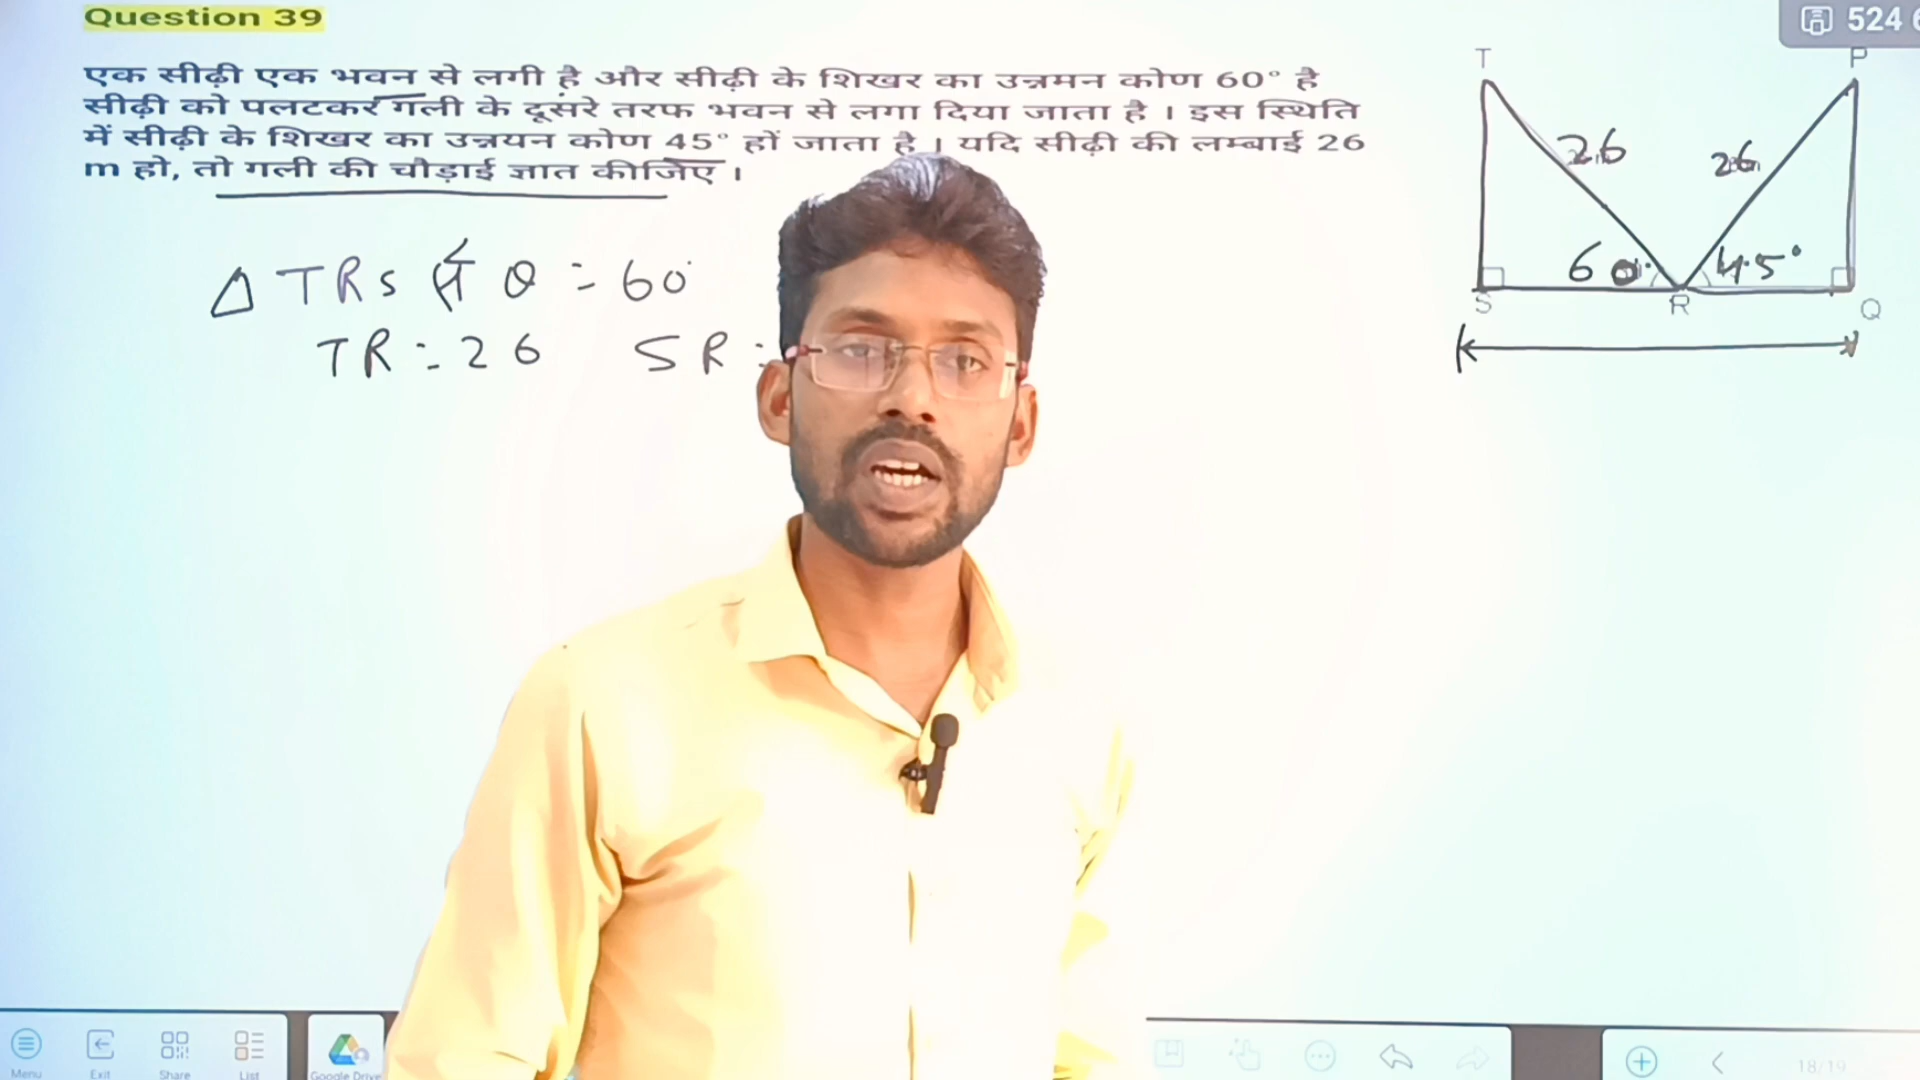 Question 39
524
एक सीढ़ी एक भवन से लगी है और सीढ़ी के शिखर का उन्नमन कोण 60° है
सीढ़ी को पलटकर गली के दूसरे तरफ भवन से लगा दिया जाता है । इस स्थिति
में सीढ़ी के शिखर का उन्नयन कोण 45° हों जाता है । यदि सीढ़ी की लम्बाई 26
m हो, तो गली की चौड़ाई ज्ञात कीजिए ।
T
P
26
26
60°
45°
S
R
Q
Δ TRS में θ = 60°
TR = 26 SR =
Menu
Exit
Share
List
Google Drive
18/19